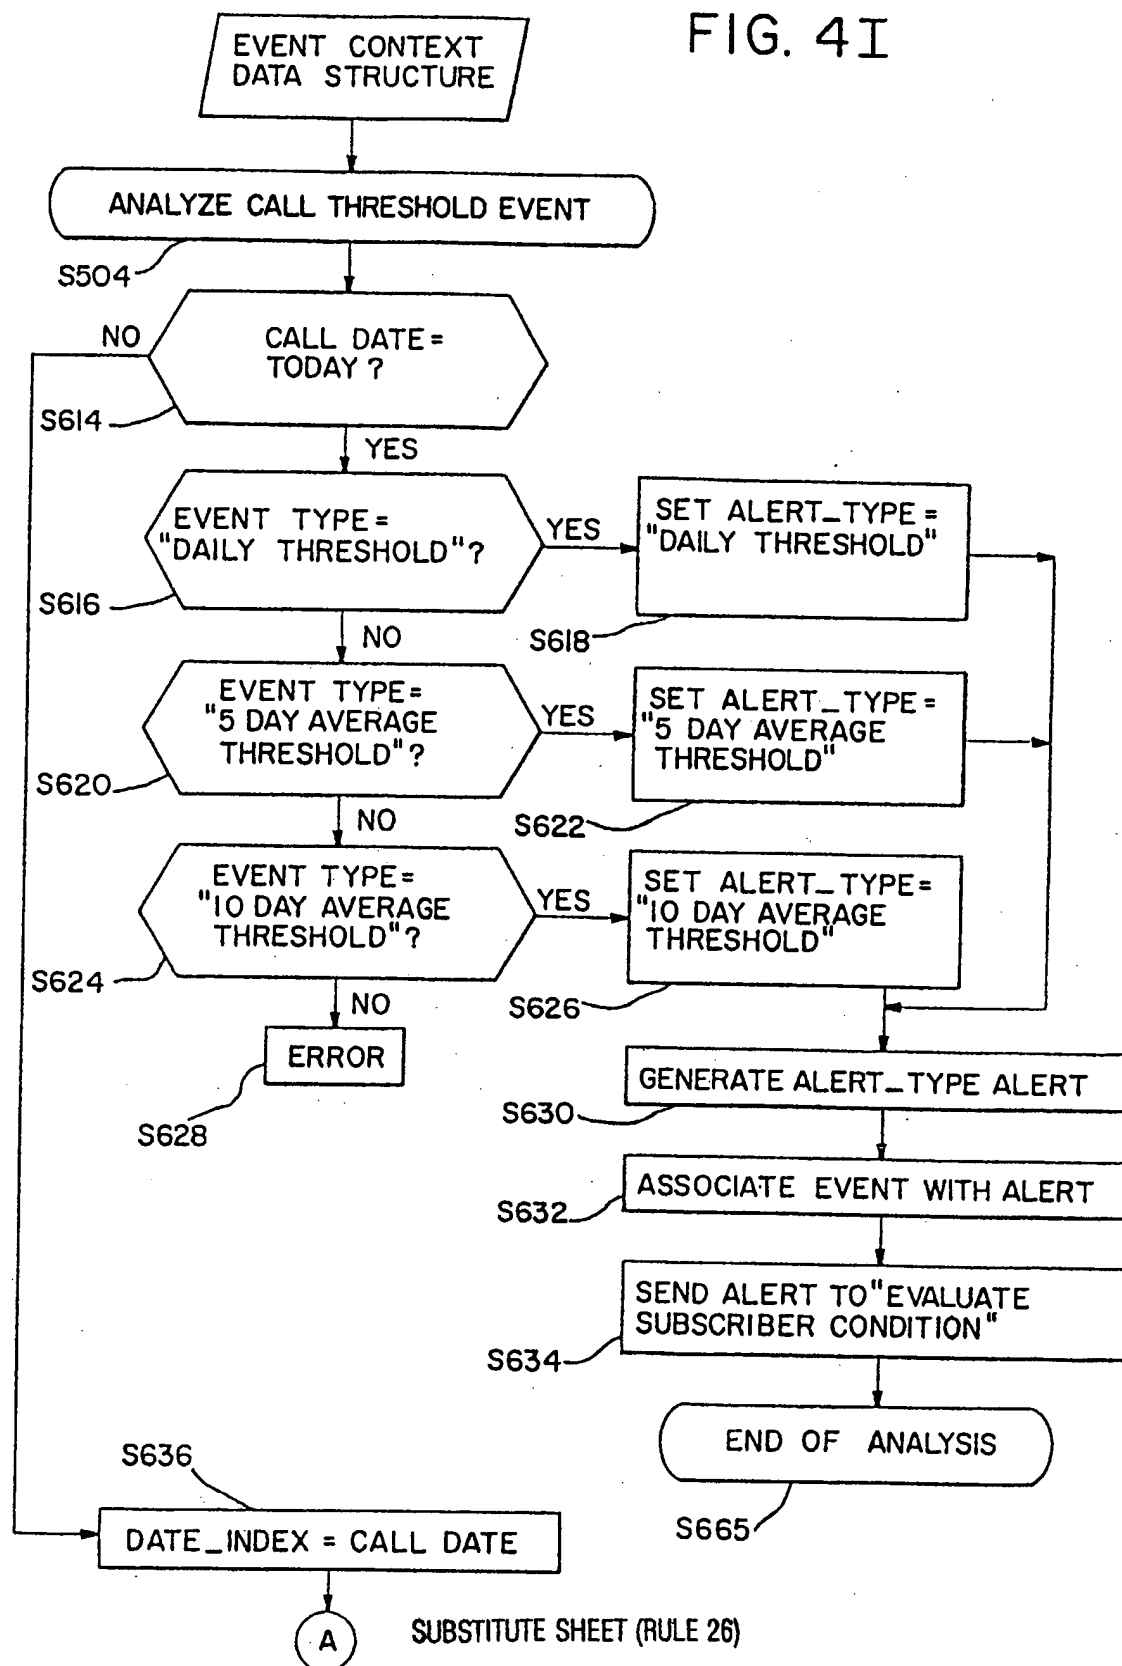 FIG. 4I
EVENT CONTEXT
DATA STRUCTURE
ANALYZE CALL THRESHOLD EVENT
S504
NO
CALL DATE=
TODAY?
S614
YES
EVENT TYPE=
"DAILY THRESHOLD"?
YES
SET ALERT_TYPE=
"DAILY THRESHOLD"
S616
S618
NO
EVENT TYPE=
"5 DAY AVERAGE
THRESHOLD"?
YES
SET ALERT_TYPE=
"5 DAY AVERAGE
THRESHOLD"
S620
S622
NO
EVENT TYPE=
"10 DAY AVERAGE
THRESHOLD"?
YES
SET ALERT_TYPE=
"10 DAY AVERAGE
THRESHOLD"
S624
S626
NO
ERROR
S628
GENERATE ALERT_TYPE ALERT
S630
ASSOCIATE EVENT WITH ALERT
S632
SEND ALERT TO "EVALUATE
SUBSCRIBER CONDITION"
S634
END OF ANALYSIS
S665
S636
DATE_INDEX = CALL DATE
A
SUBSTITUTE SHEET (RULE 26)